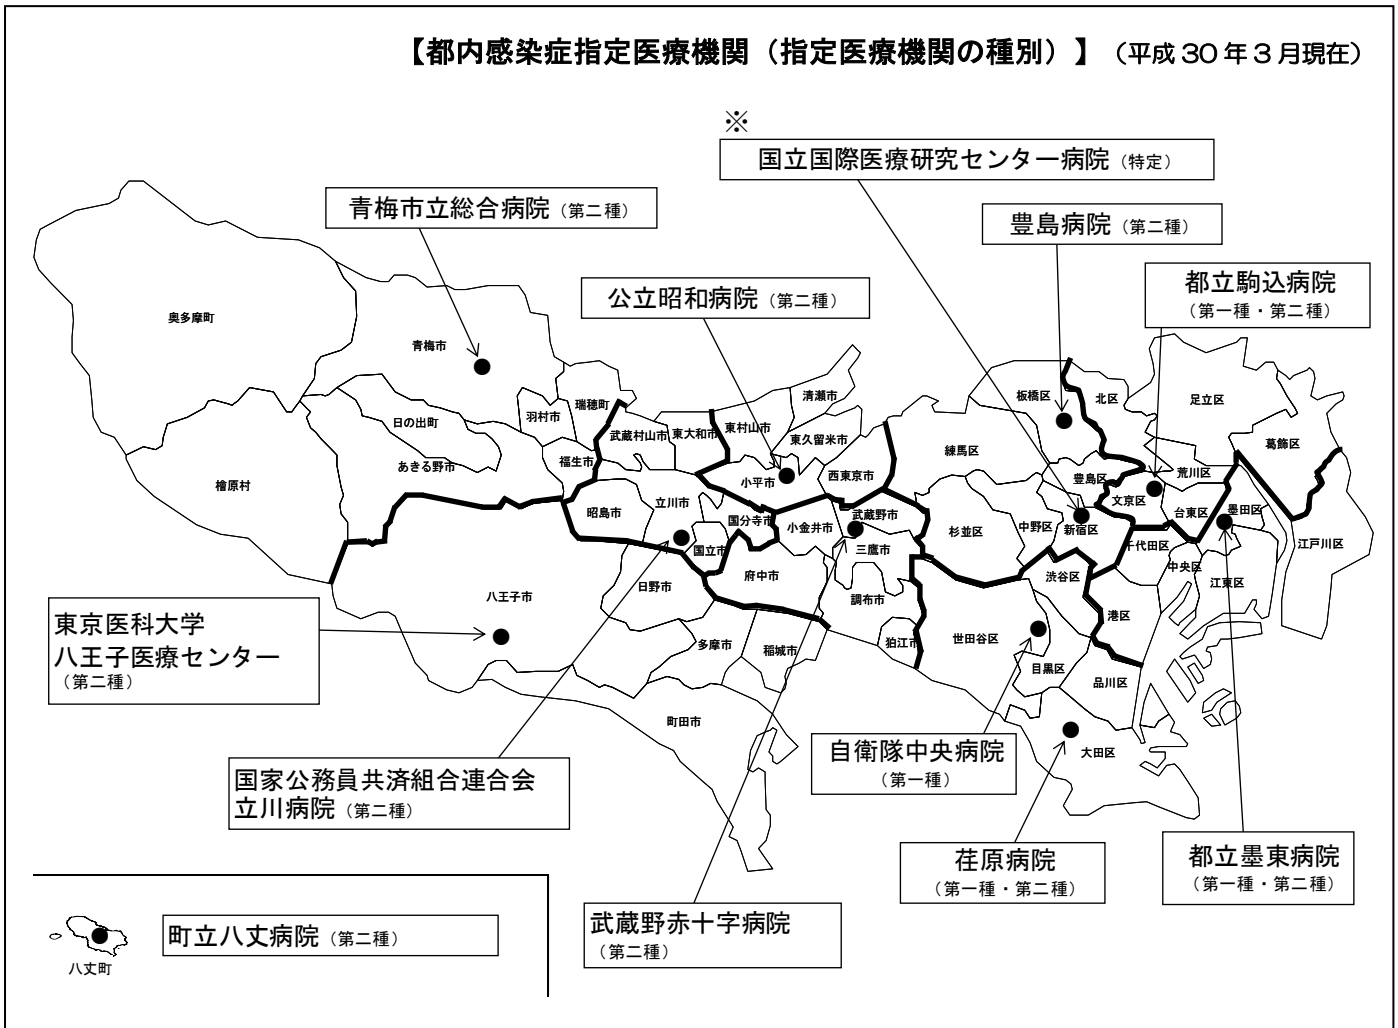 【都内感染症指定医療機関（指定医療機関の種別）】（平成30年3月現在）
※
国立国際医療研究センター病院（特定）
青梅市立総合病院（第二種）
豊島病院（第二種）
公立昭和病院（第二種）
都立駒込病院
（第一種・第二種）
奥多摩町
青梅市
瑞穂町
羽村市
日の出町
あきる野市
福生市
檜原村
武蔵村山市
東大和市
東村山市
清瀬市
東久留米市
西東京市
小平市
昭島市
立川市
国分寺市
国立市
小金井市
武蔵野市
三鷹市
府中市
調布市
狛江市
日野市
八王子市
多摩市
稲城市
町田市
板橋区
北区
足立区
葛飾区
練馬区
豊島区
荒川区
文京区
台東区
墨田区
杉並区
中野区
新宿区
千代田区
中央区
江東区
江戸川区
渋谷区
港区
世田谷区
目黒区
品川区
大田区
東京医科大学
八王子医療センター
（第二種）
国家公務員共済組合連合会
立川病院（第二種）
自衛隊中央病院
（第一種）
荏原病院
（第一種・第二種）
都立墨東病院
（第一種・第二種）
武蔵野赤十字病院
（第二種）
町立八丈病院（第二種）
八丈町